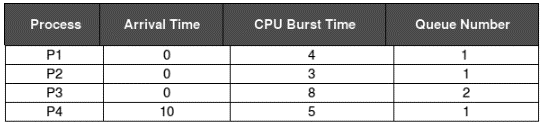 Process Arrival Time CPU Burst Time Queue Number
P1 0 4 1
P2 0 3 1
P3 0 8 2
P4 10 5 1